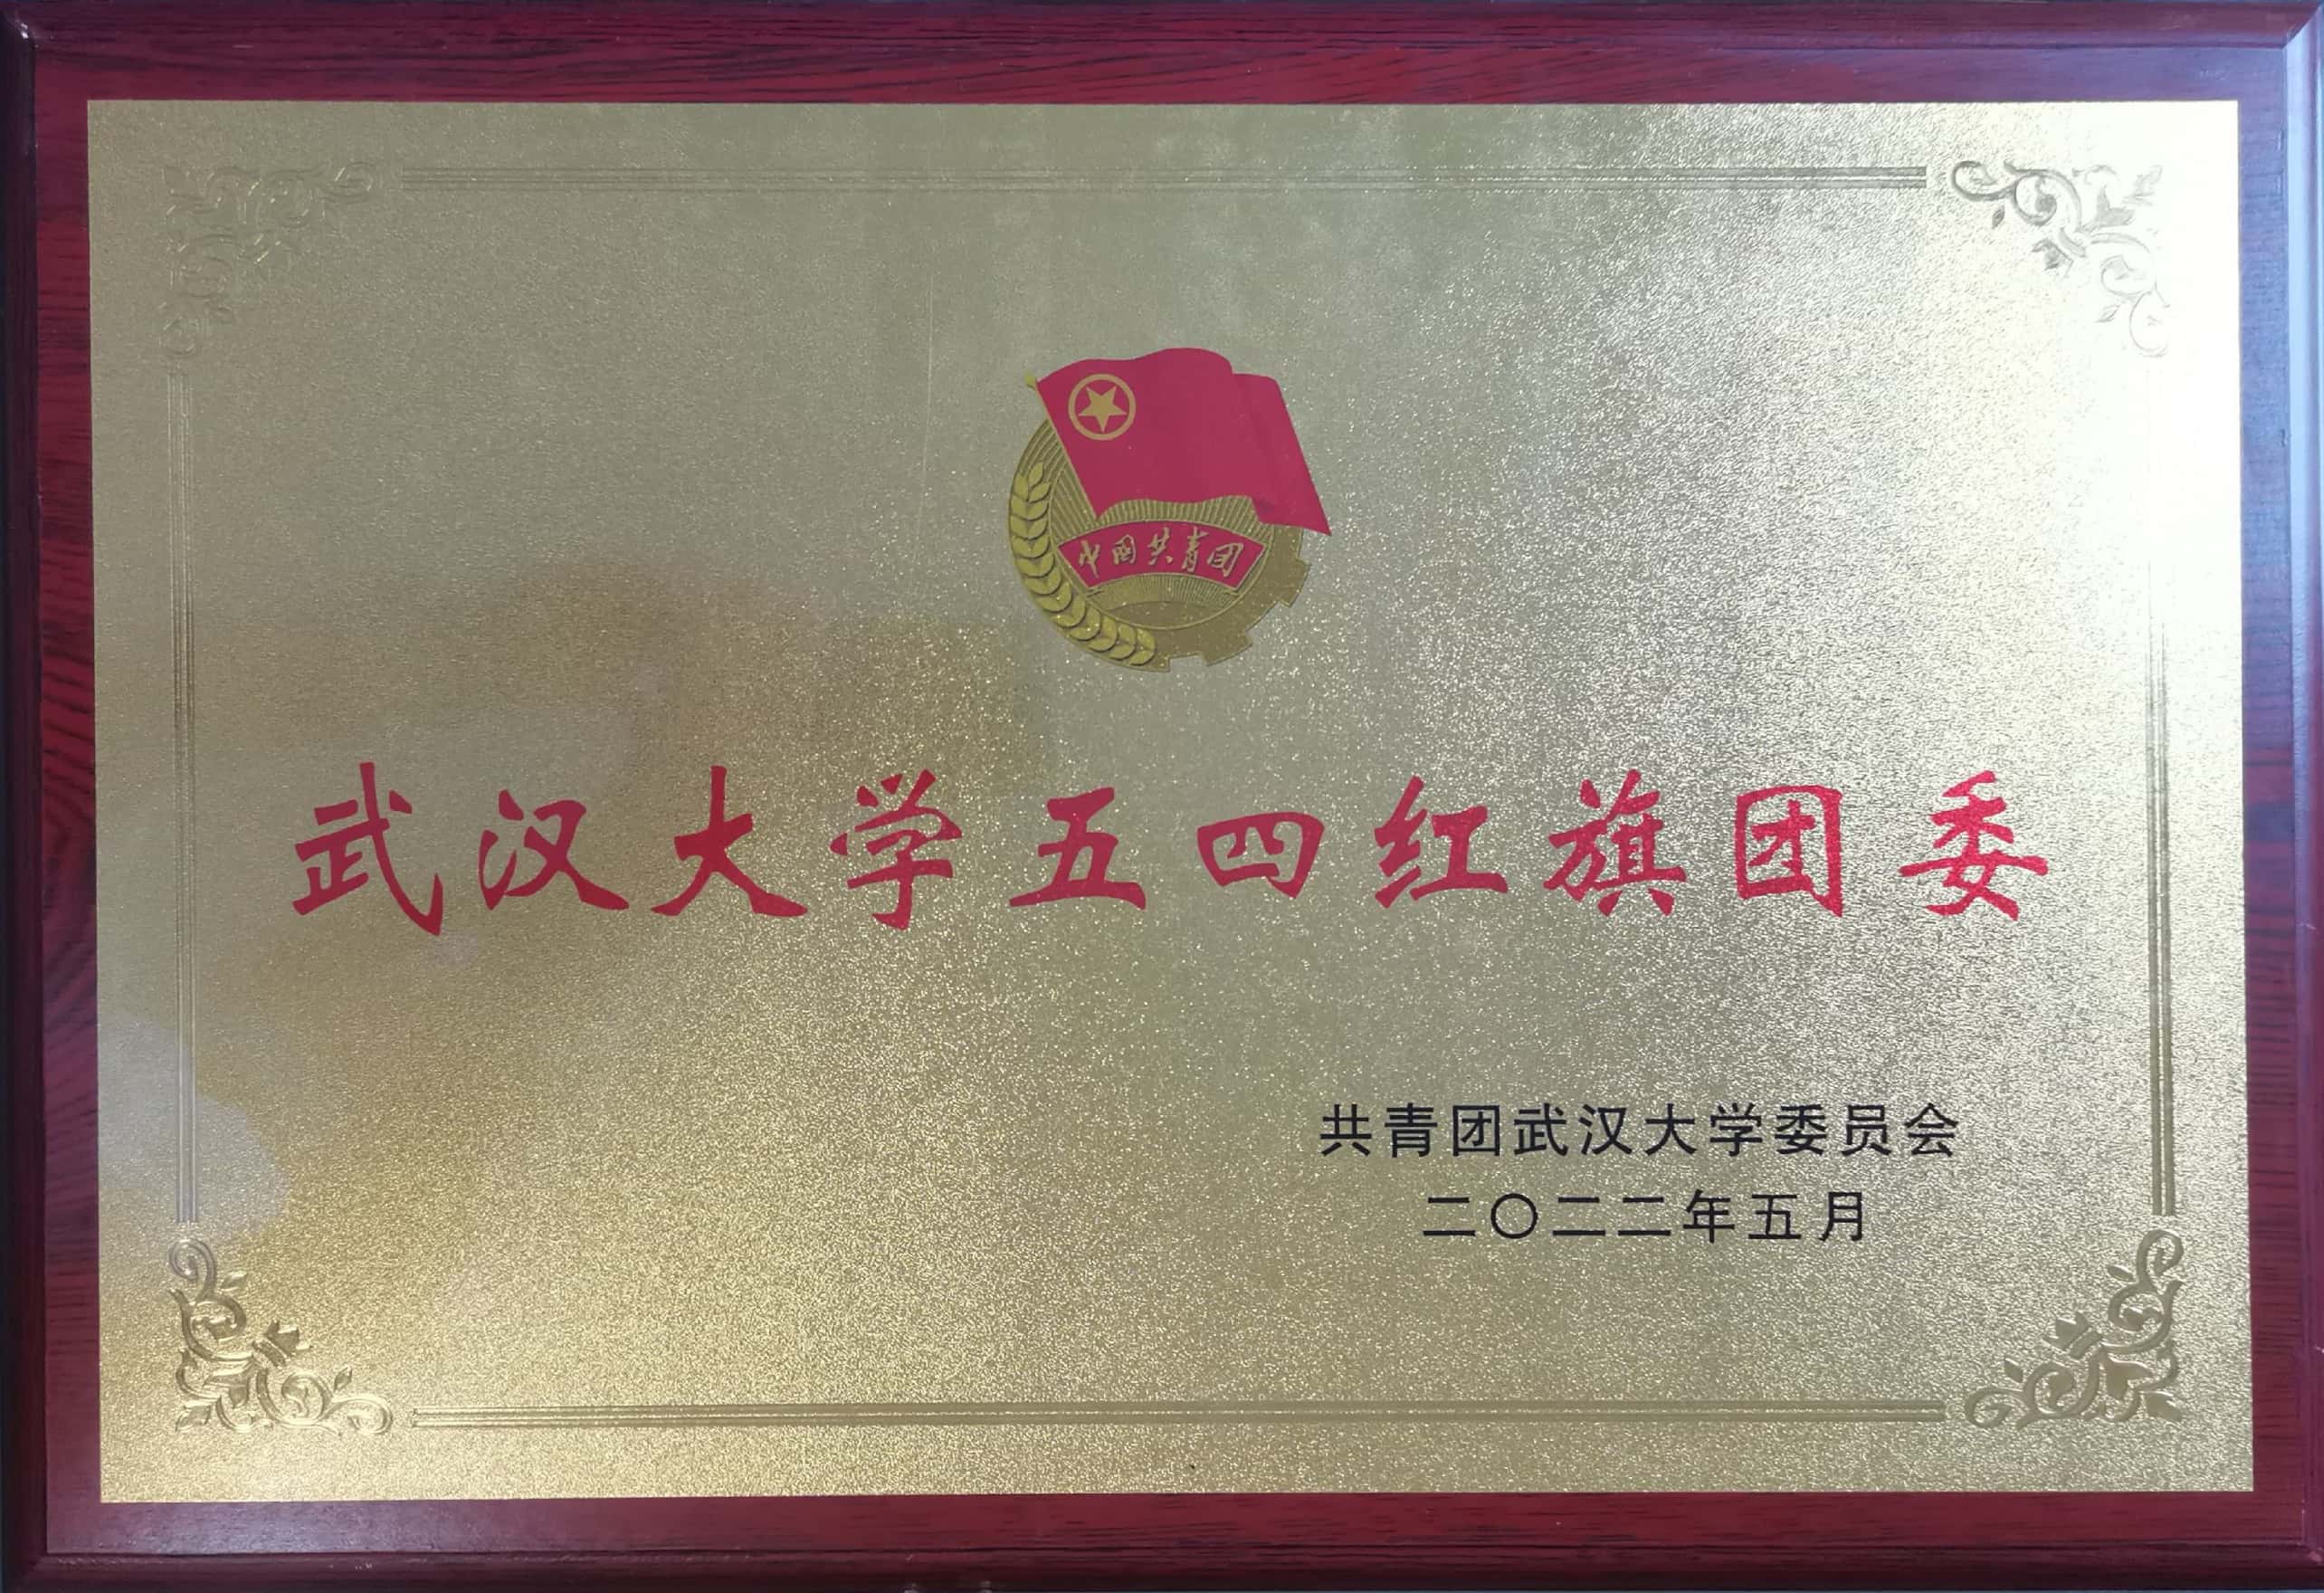 中国共青团
武汉大学五四红旗团委
共青团武汉大学委员会
二〇二二年五月